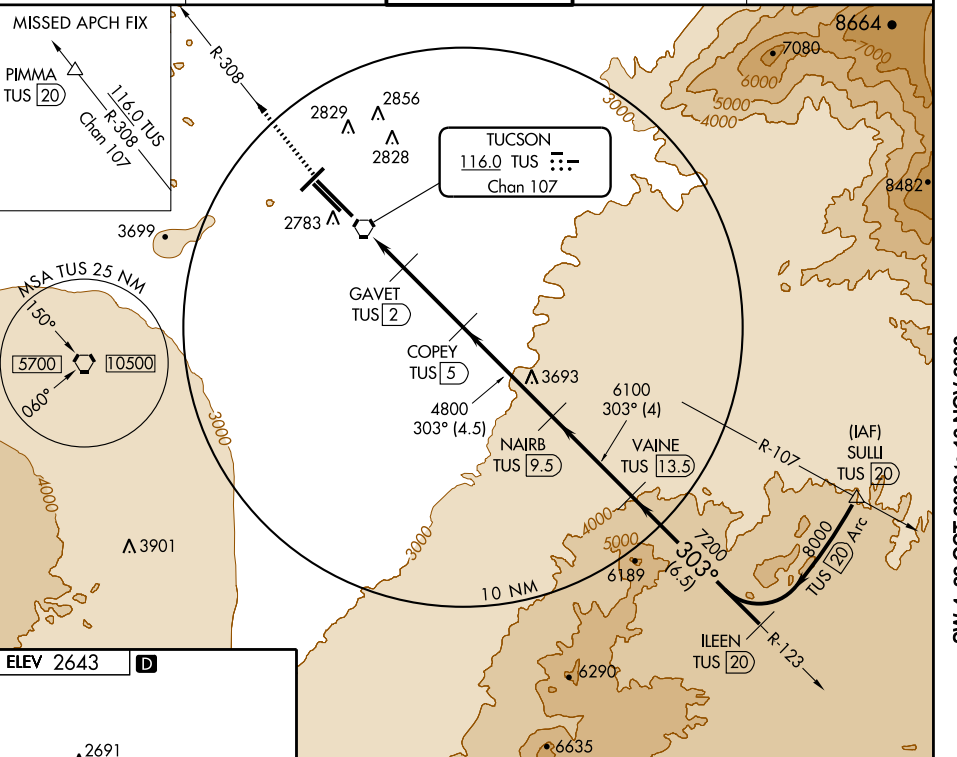 MISSED APCH FIX
PIMMA
TUS 20
116.0 TUS
R-308
Chan 107
R-308
8664
7080
7000
6000
5000
4000
3000
2829
2856
2828
TUCSON
116.0 TUS
Chan 107
8482
2783
3699
MSA TUS 25 NM
150°
5700
10500
060°
GAVET
TUS 2
COPEY
TUS 5
3693
4800
303° (4.5)
6100
303° (4)
NAIRB
TUS 9.5
VAINE
TUS 13.5
R-107
(IAF)
SULLI
TUS 20
3000
4000
3901
3000
4000
5000
6189
7200
303°
(6.5)
8000
TUS 20 Arc
10 NM
ILEEN
TUS 20
R-123
ELEV 2643
D
6290
2691
6635